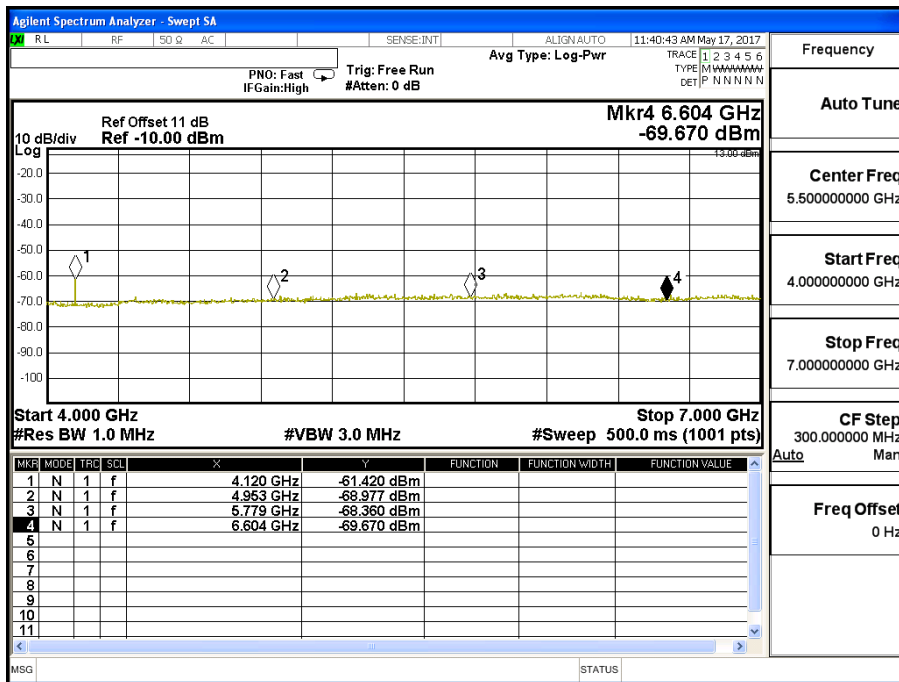 Agilent Spectrum Analyzer - Swept SA
LXI RL RF 50 Ω AC SENSE:INT ALIGN AUTO 11:40:43 AM May 17, 2017
Avg Type: Log-Pwr TRACE 1 2 3 4 5 6
PNO: Fast Trig: Free Run TYPE MWWWWW
IFGain:High #Atten: 0 dB DET P N N N N N
Mkr4 6.604 GHz
Ref Offset 11 dB
10 dB/div Ref -10.00 dBm -69.670 dBm
Log
13.00 dBm
-20.0
-30.0
-40.0
-50.0
1
-60.0
2 3 4
-70.0
-80.0
-90.0
-100
Start 4.000 GHz Stop 7.000 GHz
#Res BW 1.0 MHz #VBW 3.0 MHz #Sweep 500.0 ms (1001 pts)
MKR MODE TRC SCL X Y FUNCTION FUNCTION WIDTH FUNCTION VALUE
1 N 1 f 4.120 GHz -61.420 dBm
2 N 1 f 4.953 GHz -68.977 dBm
3 N 1 f 5.779 GHz -68.360 dBm
4 N 1 f 6.604 GHz -69.670 dBm
5
6
7
8
9
10
11
MSG STATUS
Frequency
Auto Tune
Center Freq
5.500000000 GHz
Start Freq
4.000000000 GHz
Stop Freq
7.000000000 GHz
CF Step
300.000000 MHz
Auto Man
Freq Offset
0 Hz